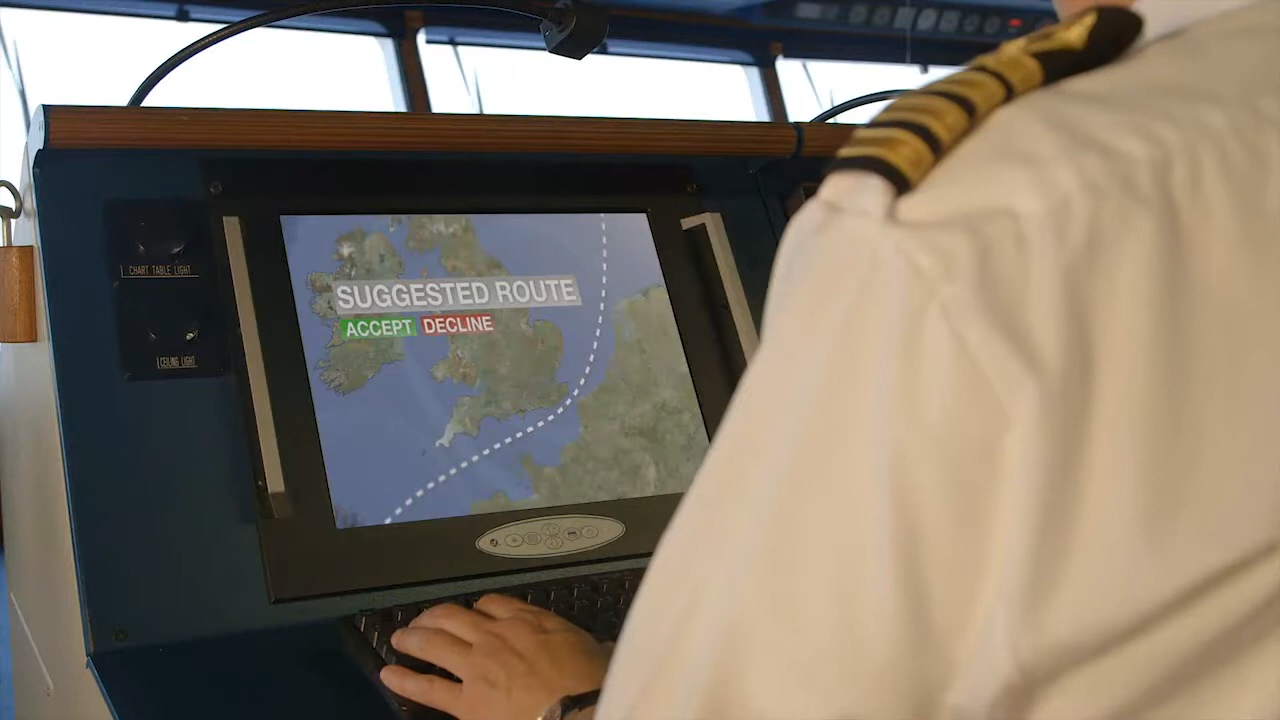 SUGGESTED ROUTE
ACCEPT DECLINE
CHART TABLE LIGHT
CEILING LIGHT